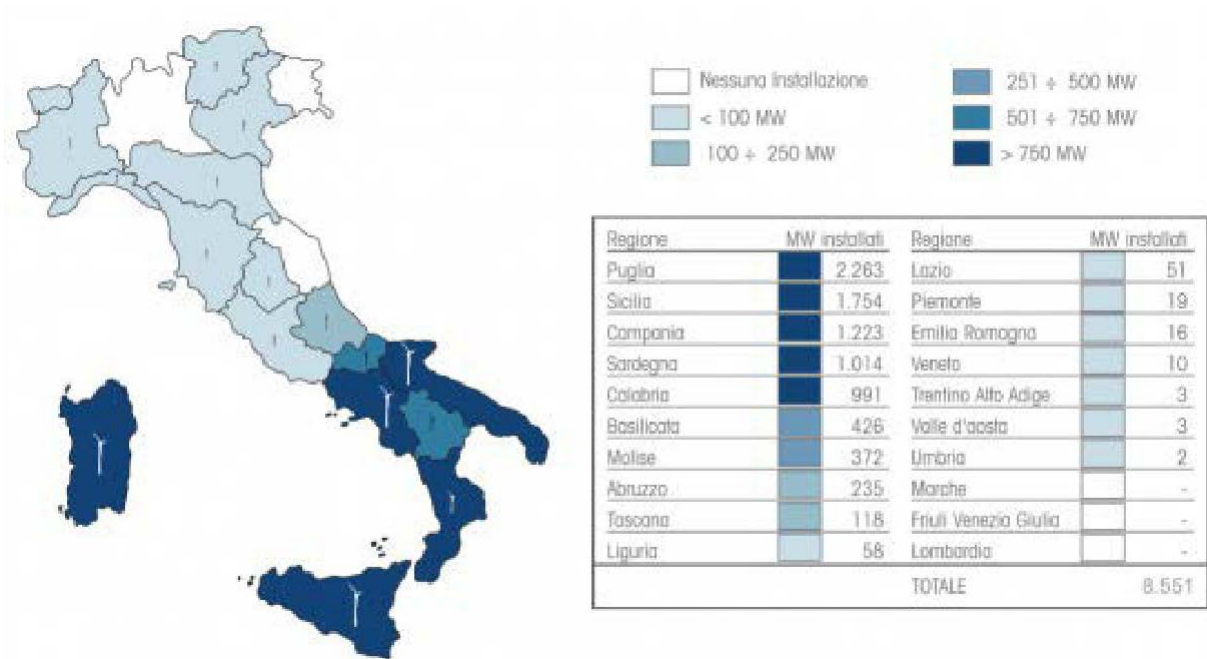 Nessuna Installazione
< 100 MW
100 ÷ 250 MW
251 ÷ 500 MW
501 ÷ 750 MW
> 750 MW
Regione MW installati Regione MW installati
Puglia 2.263 Lazio 51
Sicilia 1.754 Piemonte 19
Campania 1.223 Emilia Romagna 16
Sardegna 1.014 Veneto 10
Calabria 991 Trentino Alto Adige 3
Basilicata 426 Valle d'aosta 3
Molise 372 Umbria 2
Abruzzo 235 Marche -
Toscana 118 Friuli Venezia Giulia -
Liguria 58 Lombardia -
TOTALE 8.551